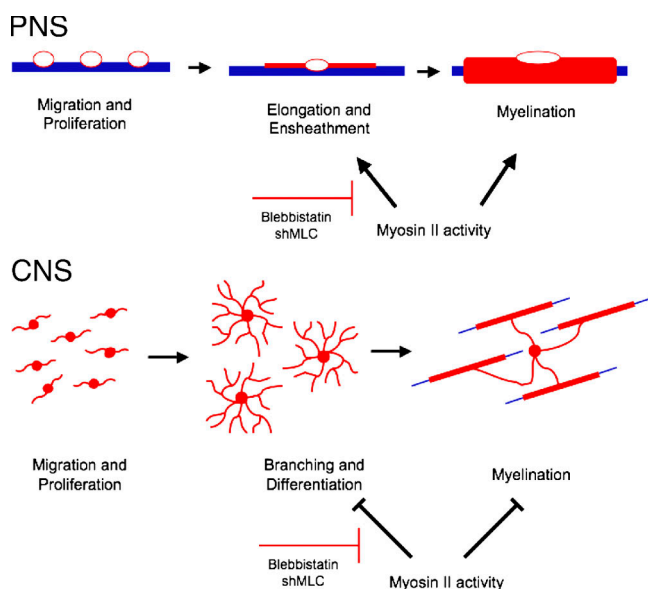 PNS
Migration and
Proliferation
Elongation and
Ensheathment
Myelination
Blebbistatin
shMLC
Myosin II activity
CNS
Migration and
Proliferation
Branching and
Differentiation
Myelination
Blebbistatin
shMLC
Myosin II activity